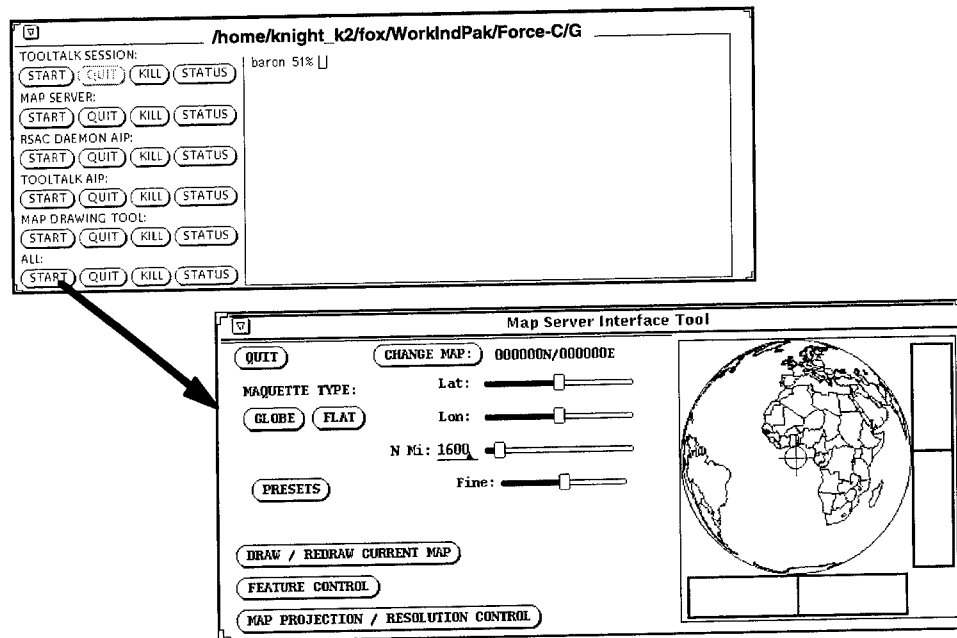 /home/knight_k2/fox/WorkIndPak/Force-C/G
TOOLTALK SESSION:
START QUIT KILL STATUS
baron 51%
MAP SERVER:
START QUIT KILL STATUS
RSAC DAEMON AIP:
START QUIT KILL STATUS
TOOLTALK AIP:
START QUIT KILL STATUS
MAP DRAWING TOOL:
START QUIT KILL STATUS
ALL:
START QUIT KILL STATUS
Map Server Interface Tool
QUIT CHANGE MAP: 000000N/000000E
MAQUETTE TYPE: Lat:
GLOBE FLAT Lon:
N Mi: 1600
PRESETS Fine:
DRAW / REDRAW CURRENT MAP
FEATURE CONTROL
MAP PROJECTION / RESOLUTION CONTROL